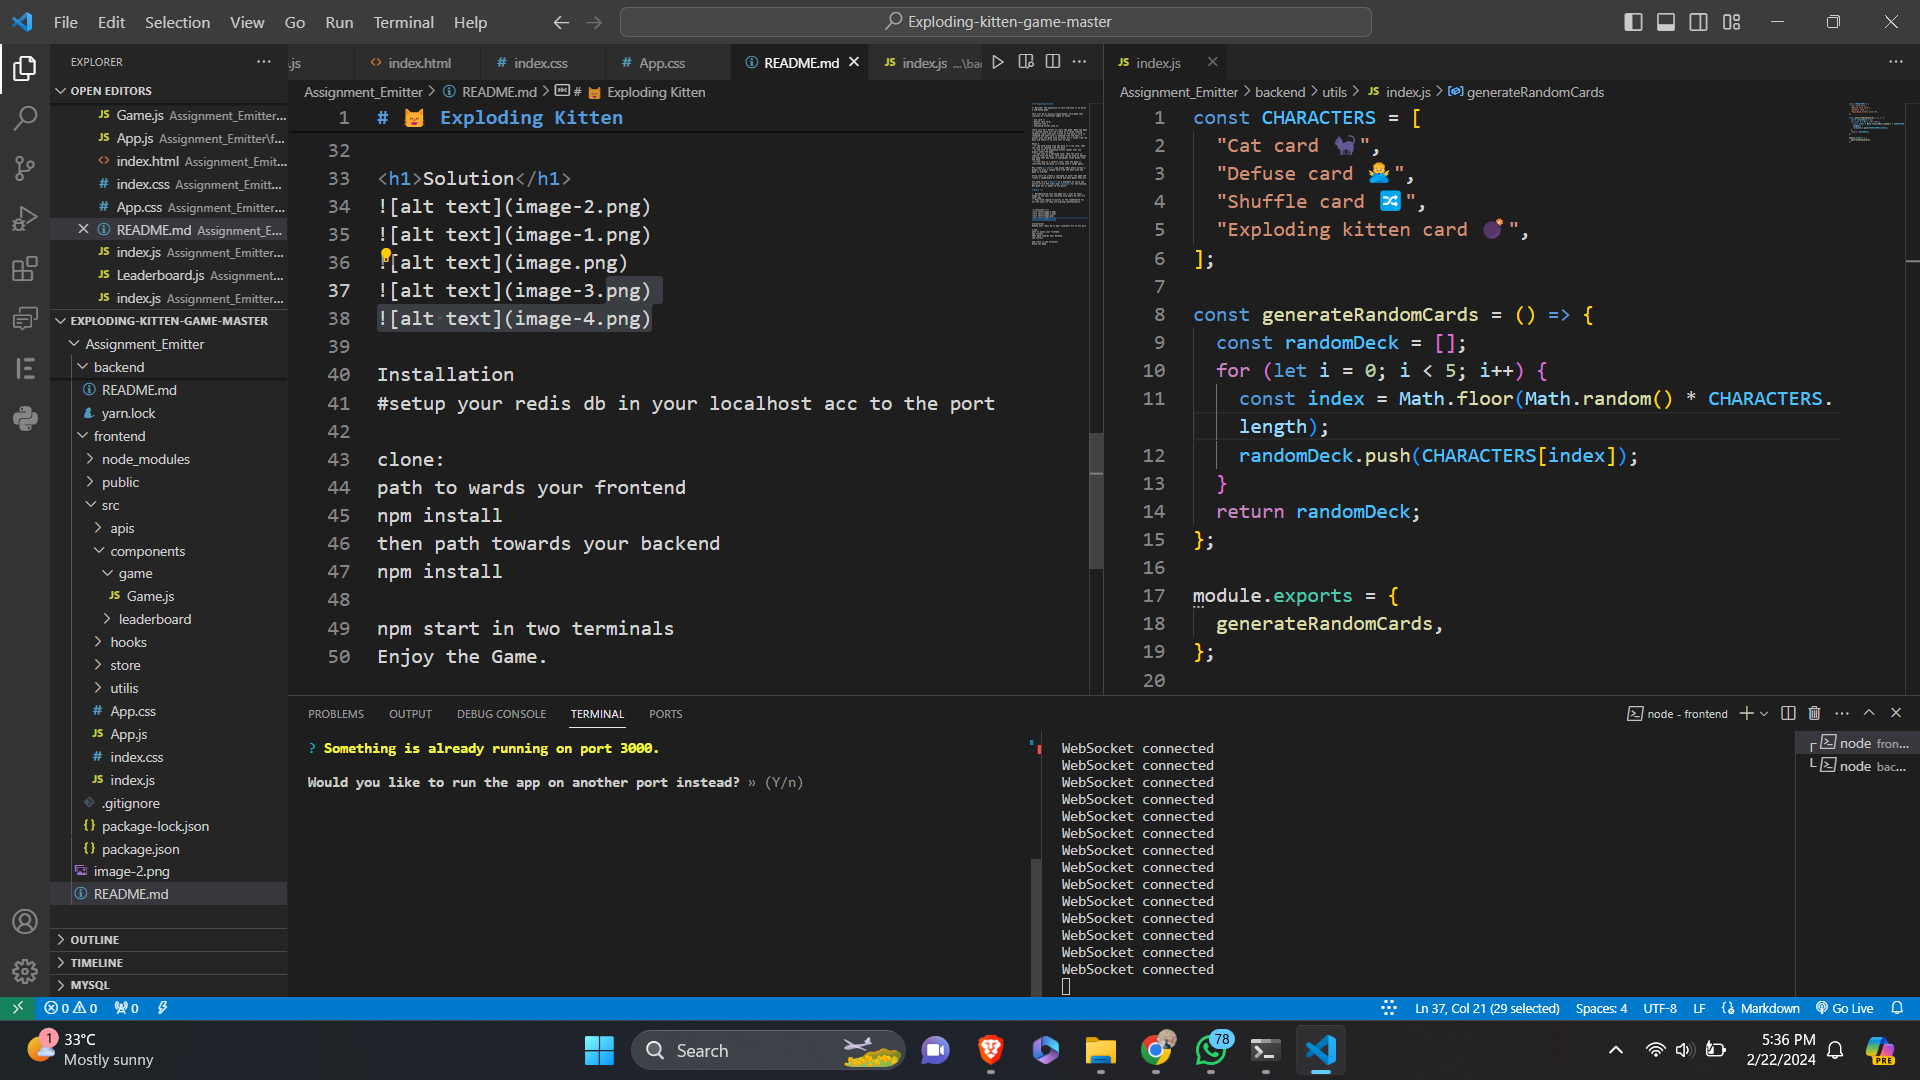 File Edit Selection View Go Run Terminal Help
Exploding-kitten-game-master
EXPLORER
OPEN EDITORS
Game.js Assignment_Emitter...
App.js Assignment_Emitter\f...
index.html Assignment_Emit...
index.css Assignment_Emitt...
App.css Assignment_Emitter...
README.md Assignment_E...
index.js Assignment_Emitter...
Leaderboard.js Assignment...
index.js Assignment_Emitter...
EXPLODING-KITTEN-GAME-MASTER
Assignment_Emitter
backend
README.md
yarn.lock
frontend
node_modules
public
src
apis
components
game
Game.js
leaderboard
hooks
store
utilis
App.css
App.js
index.css
index.js
.gitignore
package-lock.json
package.json
image-2.png
README.md
OUTLINE
TIMELINE
MYSQL
.js index.html index.css App.css README.md index.js ...\bac
Assignment_Emitter > README.md > # 😺 Exploding Kitten
1 # 😺 Exploding Kitten
32
33 <h1>Solution</h1>
34 ![alt text](image-2.png)
35 ![alt text](image-1.png)
36 ![alt text](image.png)
37 ![alt text](image-3.png)
38 ![alt text](image-4.png)
39
40 Installation
41 #setup your redis db in your localhost acc to the port
42
43 clone:
44 path to wards your frontend
45 npm install
46 then path towards your backend
47 npm install
48
49 npm start in two terminals
50 Enjoy the Game.
index.js
Assignment_Emitter > backend > utils > index.js > generateRandomCards
1 const CHARACTERS = [
2 "Cat card 🐈‍⬛",
3 "Defuse card 🙅‍♂️",
4 "Shuffle card 🔀",
5 "Exploding kitten card 💣",
6 ];
7
8 const generateRandomCards = () => {
9 const randomDeck = [];
10 for (let i = 0; i < 5; i++) {
11 const index = Math.floor(Math.random() * CHARACTERS.
length);
12 randomDeck.push(CHARACTERS[index]);
13 }
14 return randomDeck;
15 };
16
17 module.exports = {
18 generateRandomCards,
19 };
20
PROBLEMS OUTPUT DEBUG CONSOLE TERMINAL PORTS
node - frontend
? Something is already running on port 3000.
Would you like to run the app on another port instead? » (Y/n)
WebSocket connected
WebSocket connected
WebSocket connected
WebSocket connected
WebSocket connected
WebSocket connected
WebSocket connected
WebSocket connected
WebSocket connected
WebSocket connected
WebSocket connected
WebSocket connected
WebSocket connected
WebSocket connected
node fron...
node bac...
0 0 0
Ln 37, Col 21 (29 selected) Spaces: 4 UTF-8 LF Markdown Go Live
1
33°C
Mostly sunny
Search
78
5:36 PM
2/22/2024
PRE